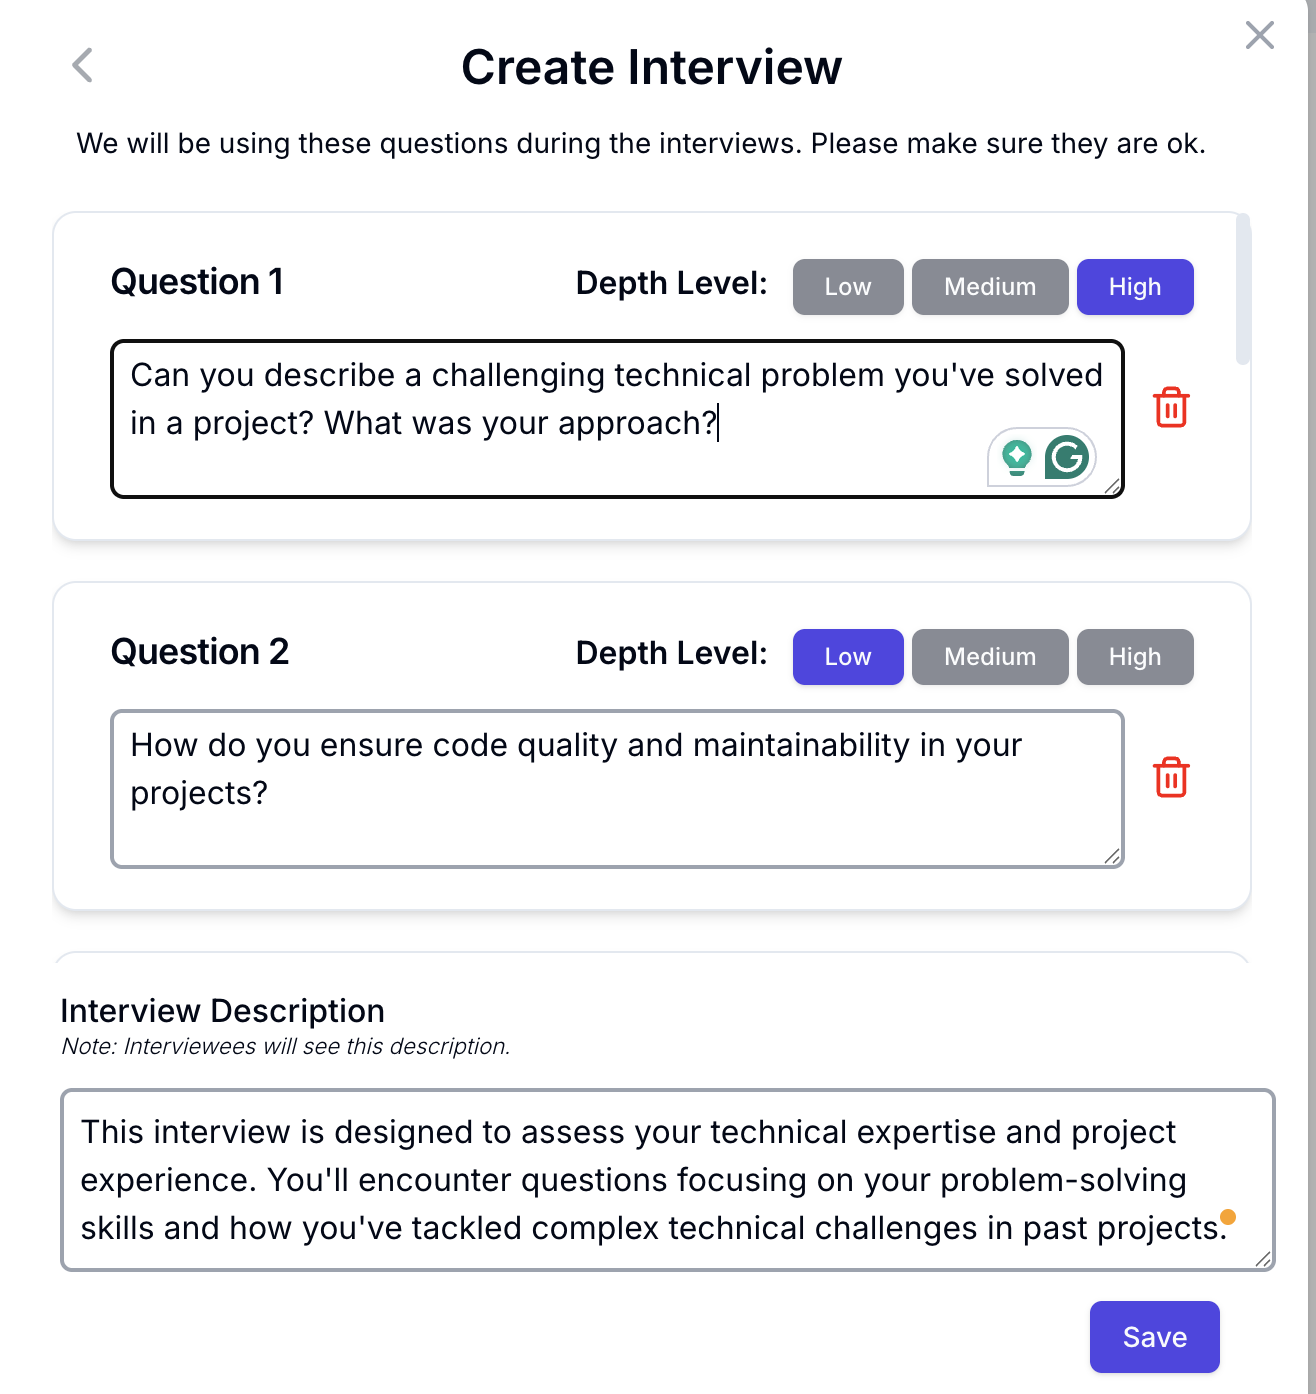 Create Interview
We will be using these questions during the interviews. Please make sure they are ok.
Question 1
Depth Level:
Low
Medium
High
Can you describe a challenging technical problem you've solved
in a project? What was your approach?
Question 2
Depth Level:
Low
Medium
High
How do you ensure code quality and maintainability in your
projects?
Interview Description
Note: Interviewees will see this description.
This interview is designed to assess your technical expertise and project
experience. You'll encounter questions focusing on your problem-solving
skills and how you've tackled complex technical challenges in past projects.
Save